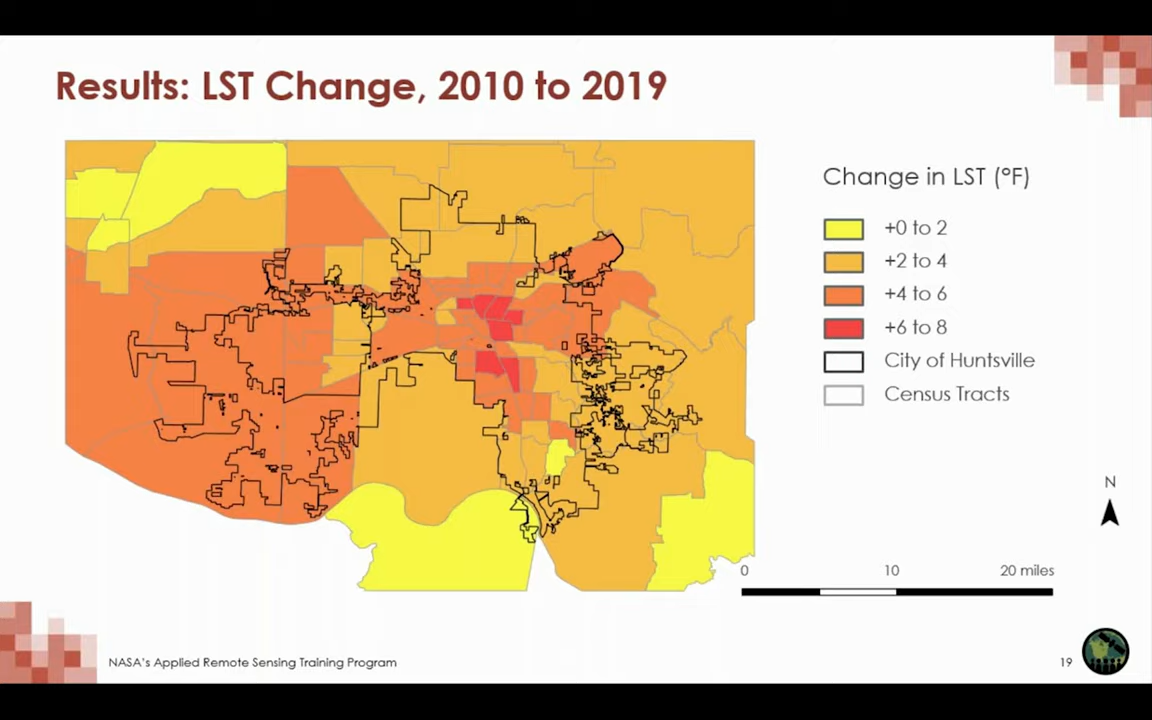 Results: LST Change, 2010 to 2019
Change in LST (°F)
+0 to 2
+2 to 4
+4 to 6
+6 to 8
City of Huntsville
Census Tracts
N
0 10 20 miles
NASA's Applied Remote Sensing Training Program
19